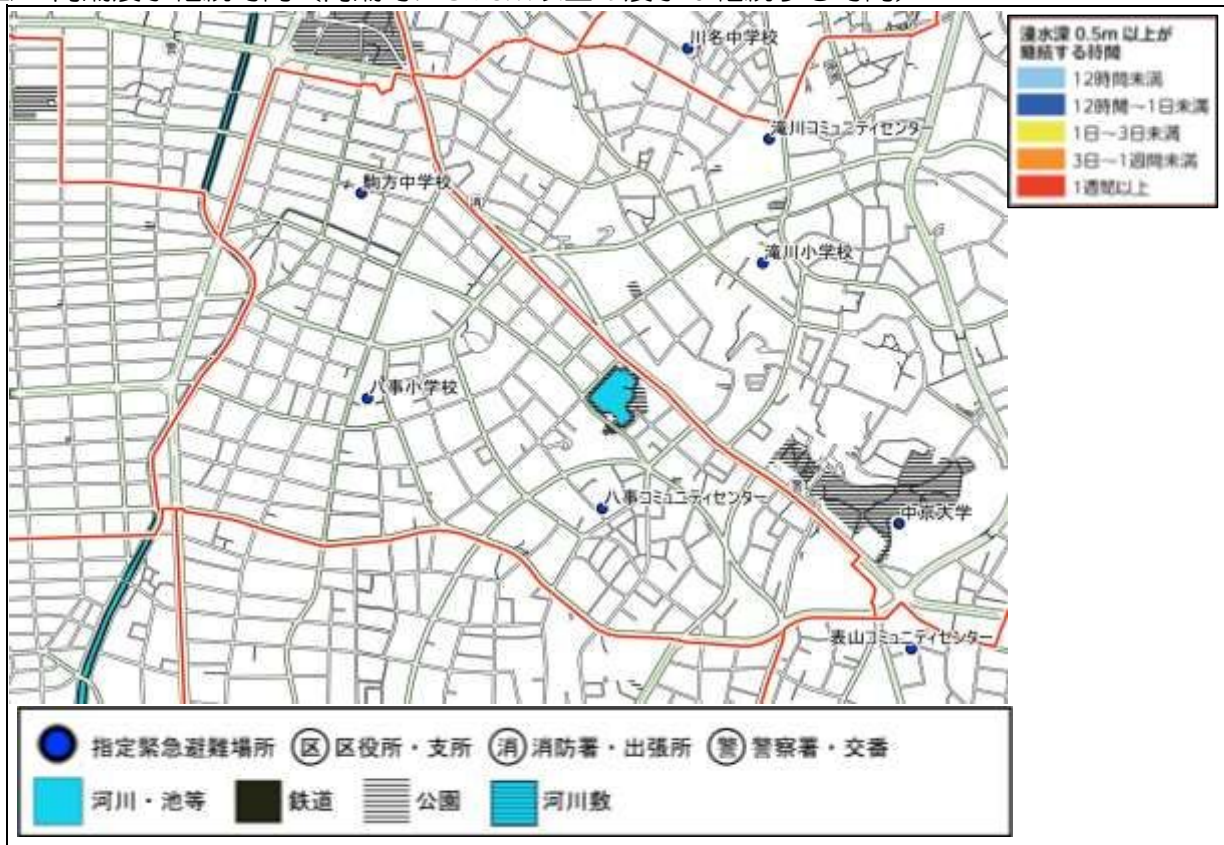 川名中学校
滝川コミュニティセンター
駒方中学校
消
滝川小学校
八事小学校
八事コミュニティセンター
中京大学
表山コミュニティセンター
浸水深 0.5m 以上が
継続する時間
12時間未満
12時間～1日未満
1日～3日未満
3日～1週間未満
1週間以上
指定緊急避難場所 区 区役所・支所 消 消防署・出張所 警 警察署・交番
河川・池等 鉄道 公園 河川敷